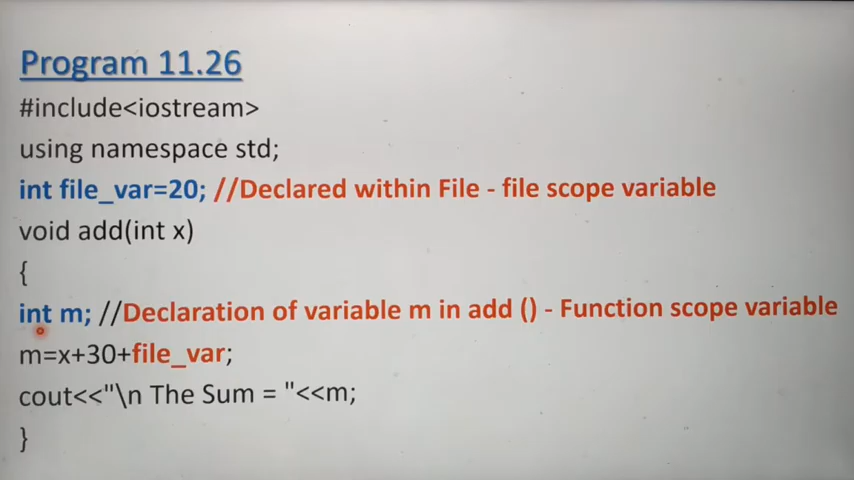 Program 11.26
#include<iostream>
using namespace std;
int file_var=20; //Declared within File - file scope variable
void add(int x)
{
int m; //Declaration of variable m in add () - Function scope variable
m=x+30+file_var;
cout<<"\n The Sum = "<<m;
}